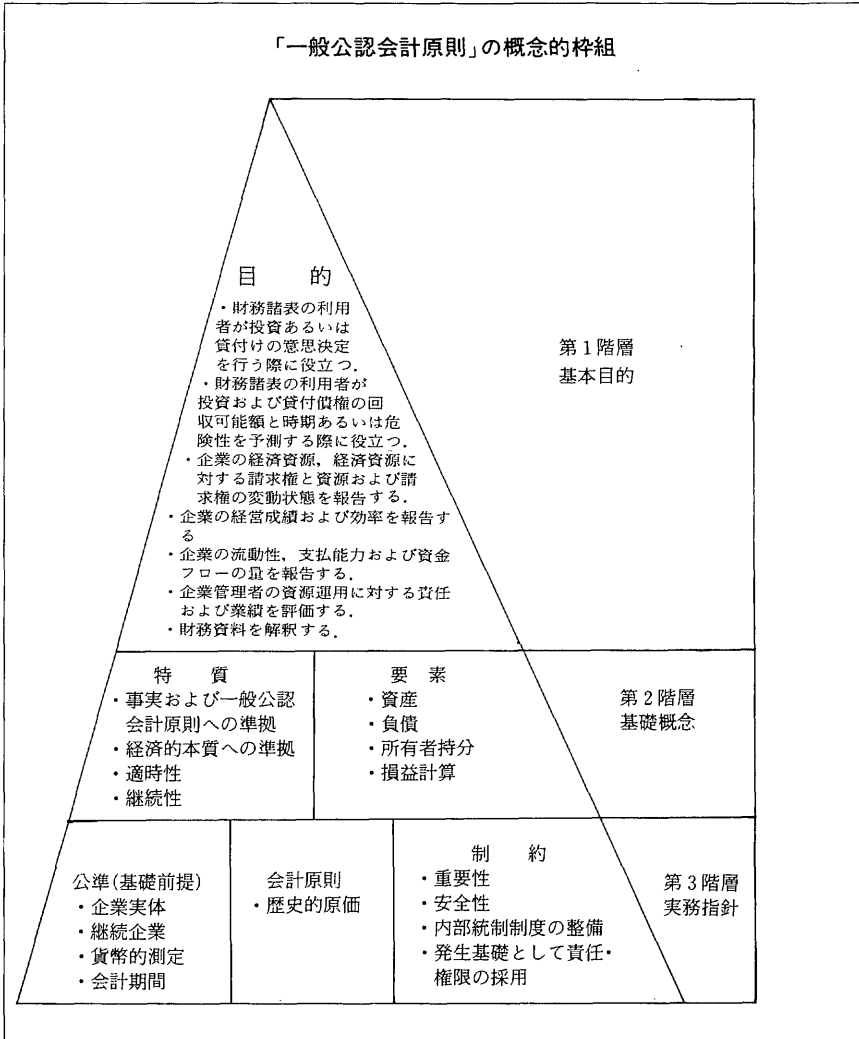 「一般公認会計原則」の概念的枠組
目　的
・財務諸表の利用
者が投資あるいは
貸付けの意思決定
を行う際に役立つ．
・財務諸表の利用者が
投資および貸付債権の回
収可能額と時期あるいは危
険性を予測する際に役立つ．
・企業の経済資源，経済資源に
対する請求権と資源および請
求権の変動状態を報告する．
・企業の経営成績および効率を報告す
る
・企業の流動性，支払能力および資金
フローの量を報告する．
・企業管理者の資源運用に対する責任
および業績を評価する．
・財務資料を解釈する．
第1階層
基本目的
特　質
・事実および一般公認
会計原則への準拠
・経済的本質への準拠
・適時性
・継続性
要　素
・資産
・負債
・所有者持分
・損益計算
第2階層
基礎概念
公準(基礎前提)
・企業実体
・継続企業
・貨幣的測定
・会計期間
会計原則
・歴史的原価
制　約
・重要性
・安全性
・内部統制制度の整備
・発生基礎として責任・
権限の採用
第3階層
実務指針